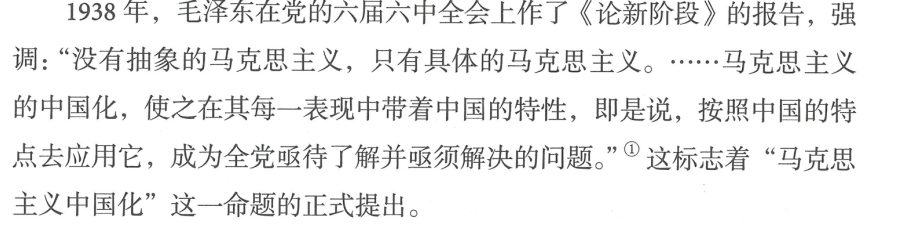 1938 年，毛泽东在党的六届六中全会上作了《论新阶段》的报告，强
调：“没有抽象的马克思主义，只有具体的马克思主义。……马克思主义
的中国化，使之在其每一表现中带着中国的特性，即是说，按照中国的特
点去应用它，成为全党亟待了解并亟须解决的问题。”① 这标志着“马克思
主义中国化”这一命题的正式提出。